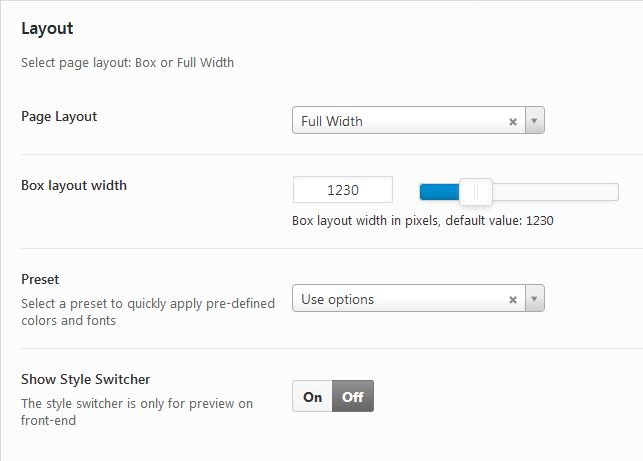 Layout
Select page layout: Box or Full Width
Page Layout
Full Width
Box layout width
1230
Box layout width in pixels, default value: 1230
Preset
Select a preset to quickly apply pre-defined
colors and fonts
Use options
Show Style Switcher
The style switcher is only for preview on
front-end
On Off